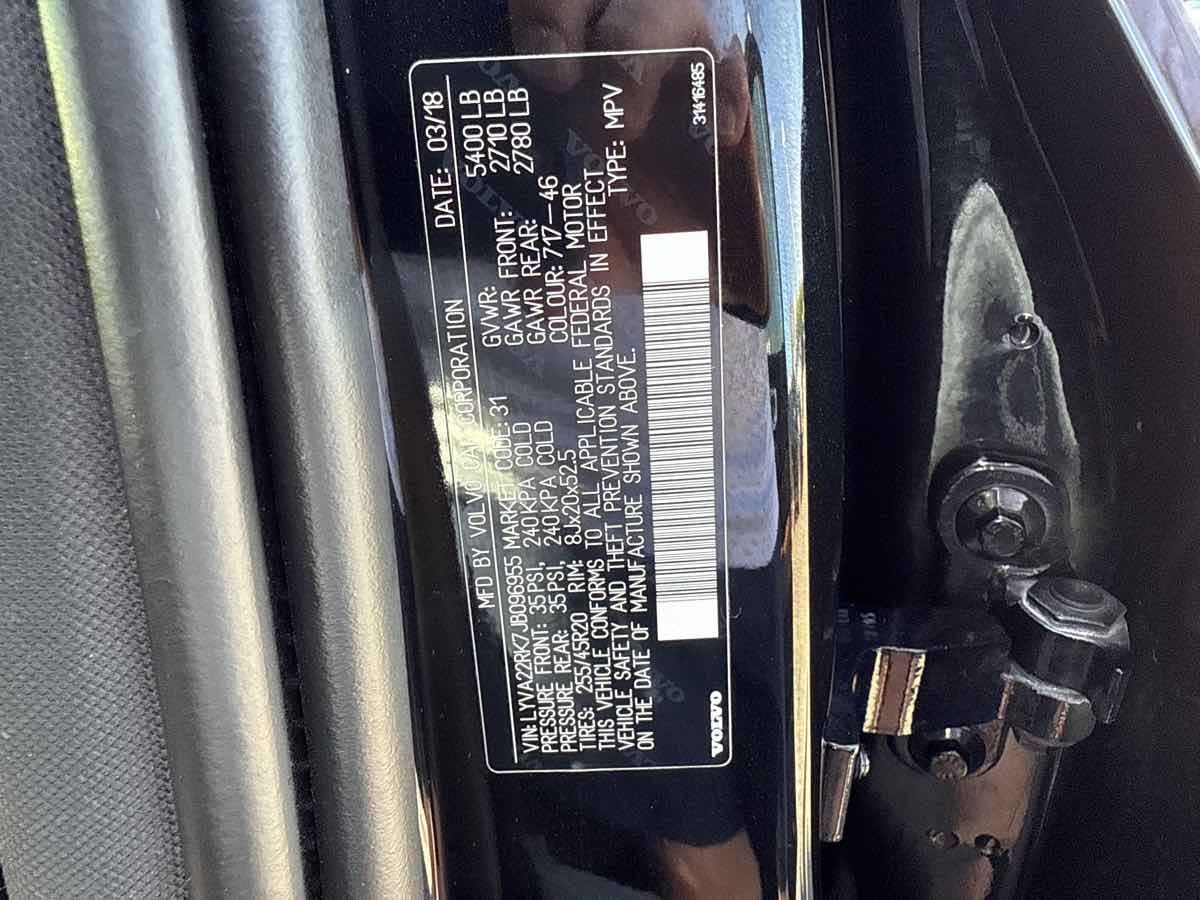 MFD BY VOLVO CAR CORPORATION DATE: 03/18
VIN: LYVA22RK7JB096955 MARKET CODE: 31 GVWR: 5400 LB
PRESSURE FRONT: 35PSI, 240KPA COLD GAWR FRONT: 2710 LB
PRESSURE REAR: 35PSI, 240KPA COLD GAWR REAR: 2780 LB
TIRES: 255/45R20 RIM: 8Jx20x52.5 COLOUR: 717-46
THIS VEHICLE CONFORMS TO ALL APPLICABLE FEDERAL MOTOR
VEHICLE SAFETY AND THEFT PREVENTION STANDARDS IN EFFECT
ON THE DATE OF MANUFACTURE SHOWN ABOVE. TYPE: MPV
VOLVO 31416485